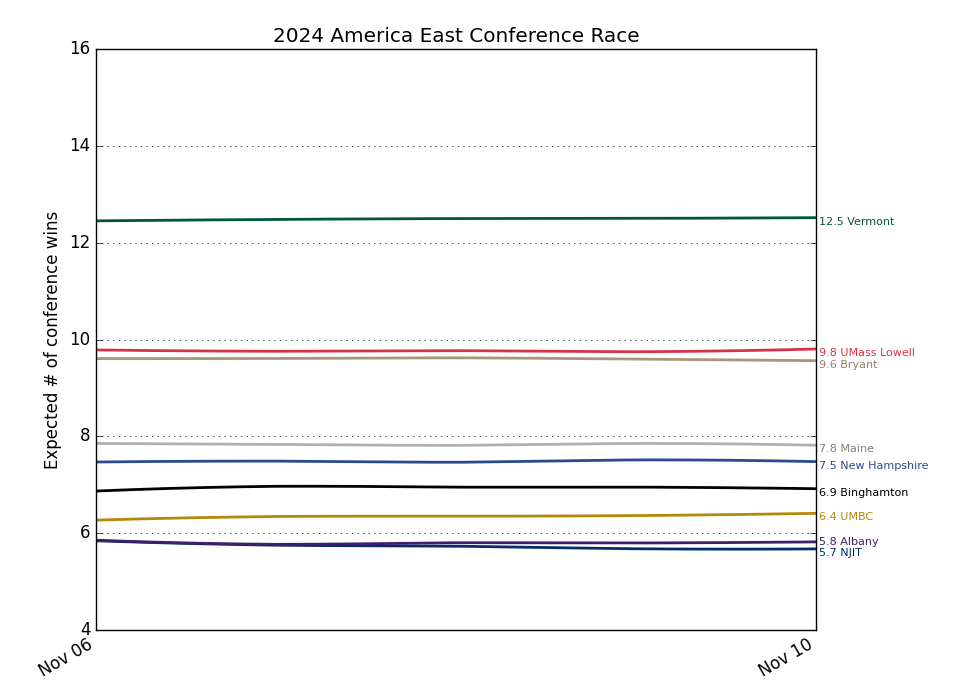 2024 America East Conference Race
Expected # of conference wins
16
14
12
10
8
6
4
12.5 Vermont
9.8 UMass Lowell
9.6 Bryant
7.8 Maine
7.5 New Hampshire
6.9 Binghamton
6.4 UMBC
5.8 Albany
5.7 NJIT
Nov 06
Nov 10